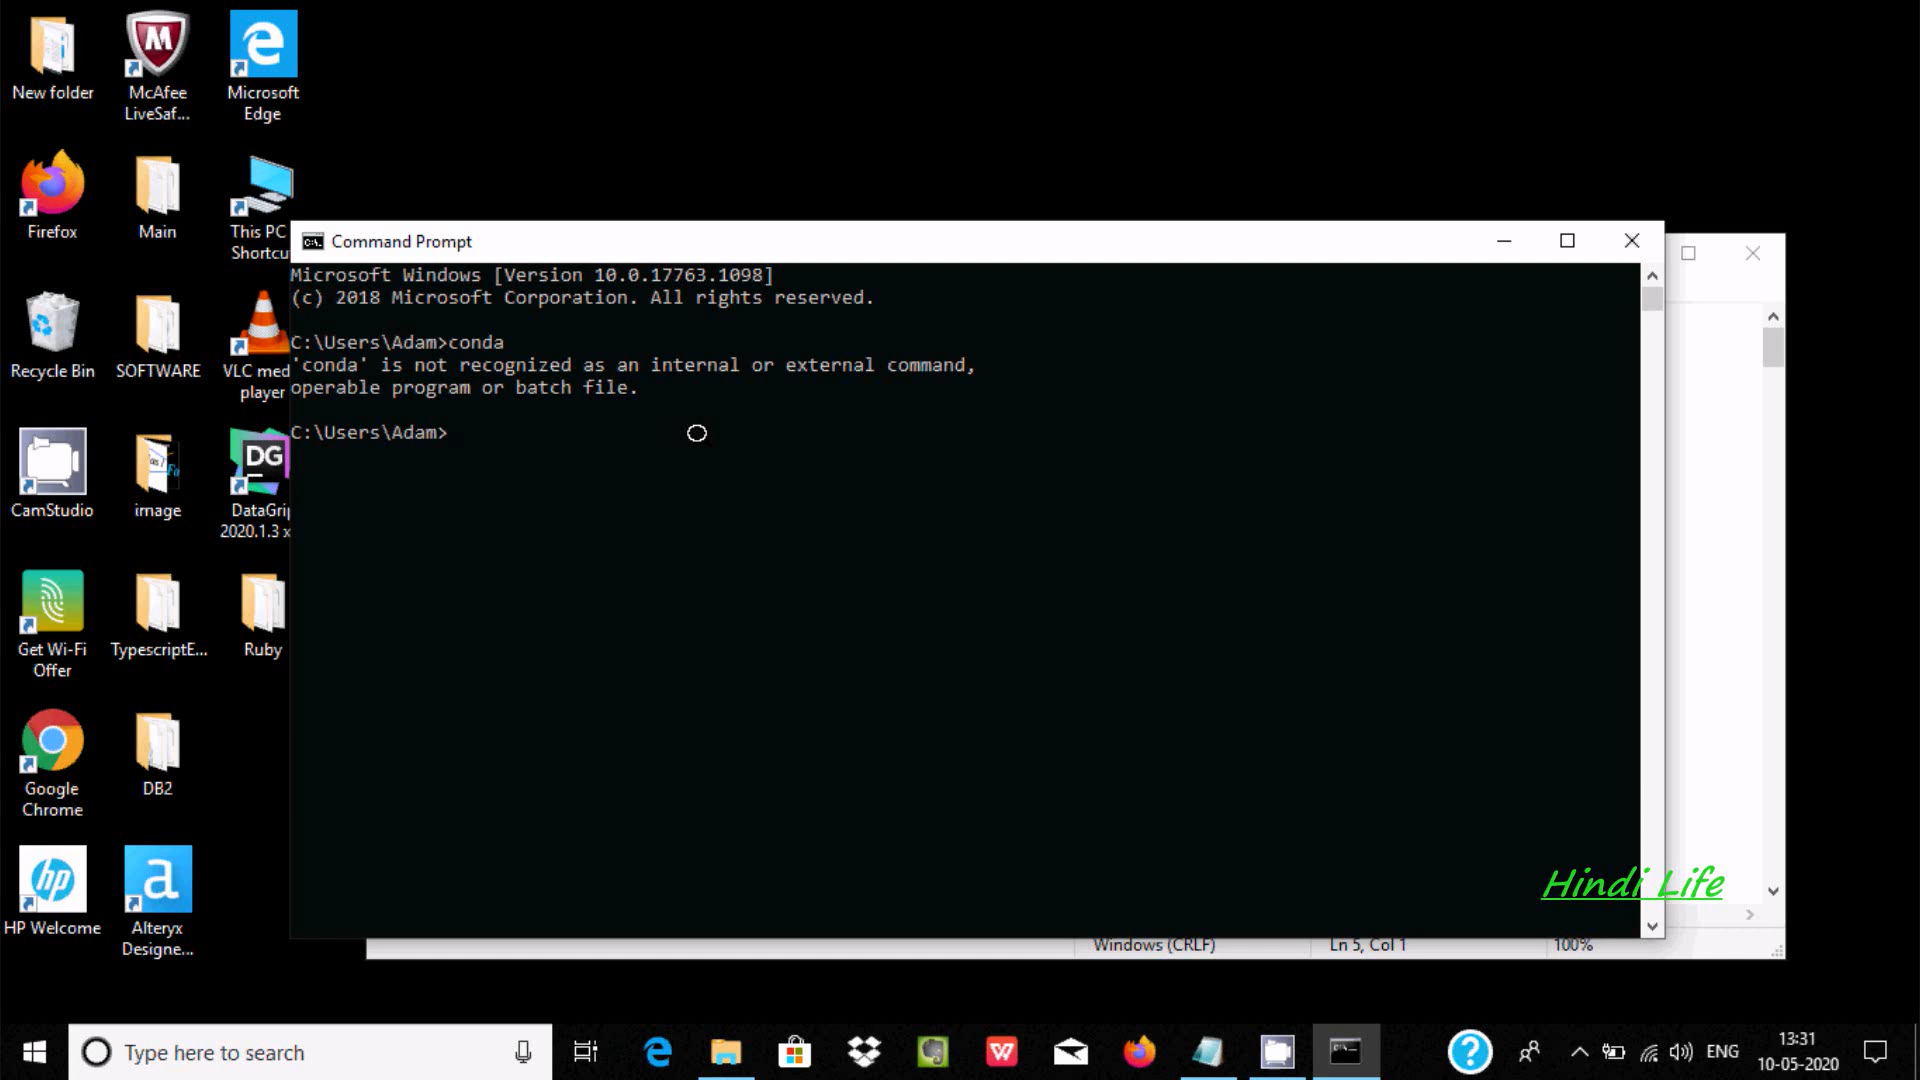 New folder
McAfee
LiveSaf...
Microsoft
Edge
Firefox
Main
This PC
Shortcu
Recycle Bin
SOFTWARE
VLC med
player
CamStudio
image
DG
DataGrip
2020.1.3 x
Get Wi-Fi
Offer
TypescriptE...
Ruby
Google
Chrome
DB2
hp
HP Welcome
a
Alteryx
Designe...
Command Prompt
Microsoft Windows [Version 10.0.17763.1098]
(c) 2018 Microsoft Corporation. All rights reserved.
C:\Users\Adam>conda
'conda' is not recognized as an internal or external command,
operable program or batch file.
C:\Users\Adam>
Hindi Life
Windows (CRLF)
Ln 5, Col 1
100%
Type here to search
ENG
13:31
10-05-2020